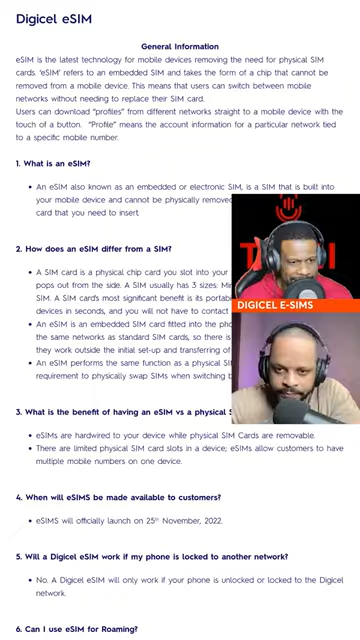 Digicel eSIM
General Information
eSIM is the latest technology for mobile devices removing the need for physical SIM
cards. 'eSIM' refers to an embedded SIM and takes the form of a chip that cannot be
removed from a mobile device. This means that users can switch between mobile
networks without needing to replace their SIM card.
Users can download "profiles" from different networks straight to a mobile device with the
touch of a button. "Profile" means the account information for a particular network tied
to a specific mobile number.
1. What is an eSIM?
• An eSIM also known as an embedded or electronic SIM, is a SIM that is built into
your mobile device and cannot be physically removed
card that you need to insert.
2. How does an eSIM differ from a SIM?
• A SIM card is a physical chip card you slot into your
pops out from the side. A SIM usually has 3 sizes:
SIM. A SIM card's most significant benefit is its
devices in seconds, and you will not have to contact
• An eSIM is an embedded SIM card fitted into the
the same networks as standard SIM cards, so there is
they work outside the initial set-up and transferring of
• An eSIM performs the same function as a physical
requirement to physically swap SIMs when switching
DIGICEL E-SIMS
3. What is the benefit of having an eSIM vs a physical
• eSIMs are hardwired to your device while physical SIM Cards are removable.
• There are limited physical SIM card slots in a device; eSIMs allow customers to have
multiple mobile numbers on one device.
4. When will eSIMS be made available to customers?
• eSIMS will officially launch on 25th November, 2022.
5. Will a Digicel eSIM work if my phone is locked to another network?
• No. A Digicel eSIM will only work if your phone is unlocked or locked to the Digicel
network.
6. Can I use eSIM for Roaming?